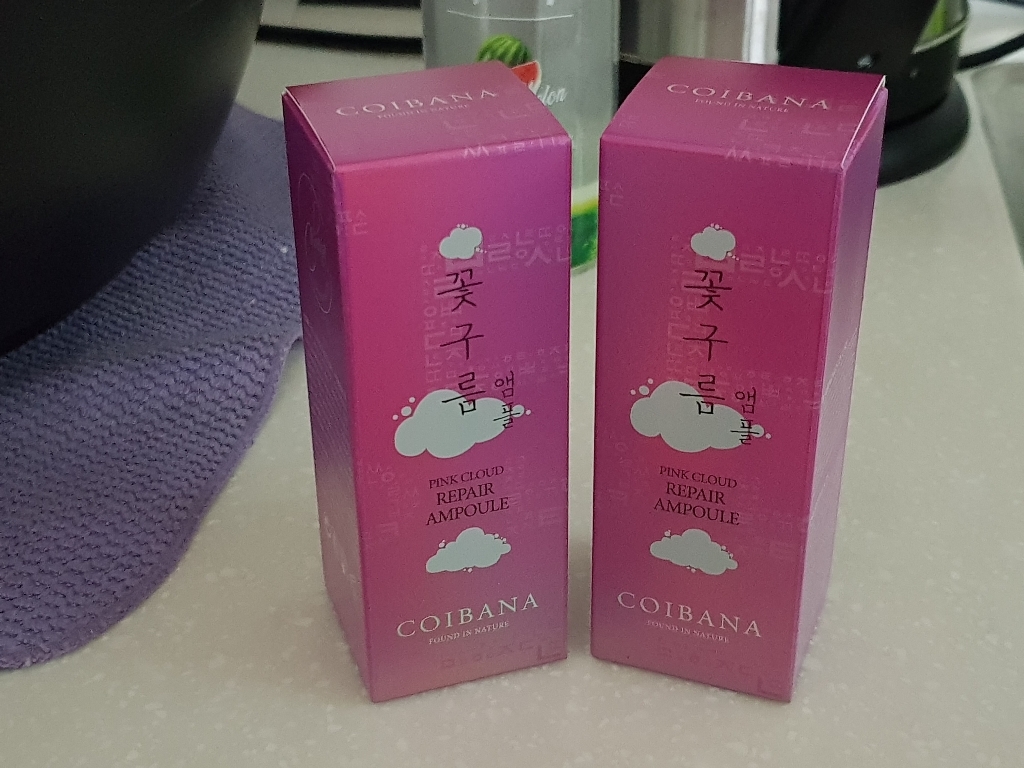 COIBANA
FOUND IN NATURE
꽃
구
름
앰
플
PINK CLOUD
REPAIR
AMPOULE
COIBANA
FOUND IN NATURE
COIBANA
FOUND IN NATURE
꽃
구
름
앰
플
PINK CLOUD
REPAIR
AMPOULE
COIBANA
FOUND IN NATURE